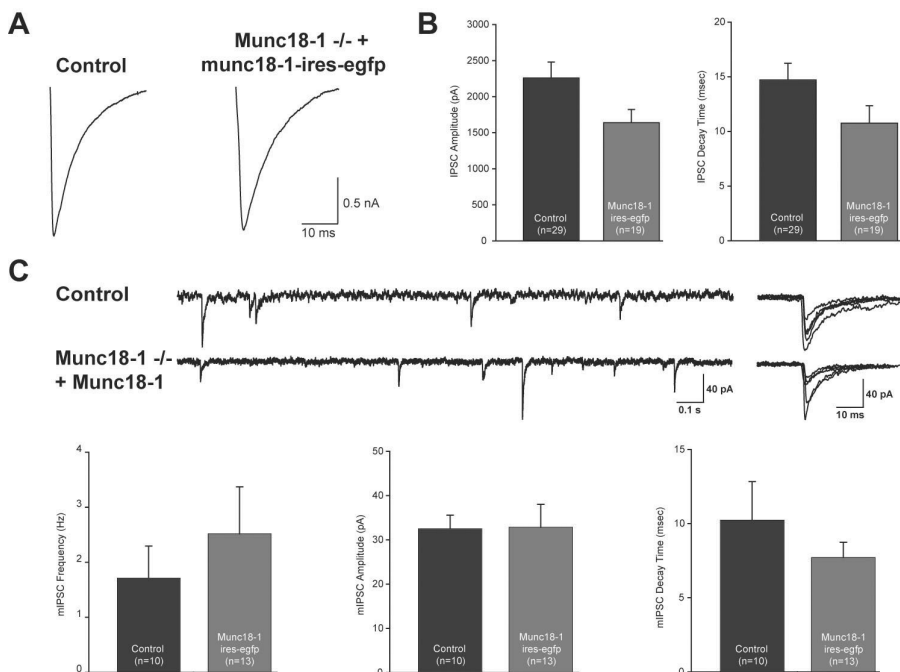 A
Control
Munc18-1 -/- +
munc18-1-ires-egfp
0.5 nA
10 ms
B
IPSC Amplitude (pA)
3000
2500
2000
1500
1000
500
0
Control
(n=29)
Munc18-1
ires-egfp
(n=19)
IPSC Decay Time (msec)
20
15
10
5
0
Control
(n=29)
Munc18-1
ires-egfp
(n=19)
C
Control
Munc18-1 -/-
+ Munc18-1
40 pA
0.1 s
40 pA
10 ms
mIPSC Frequency (Hz)
4
3
2
1
0
Control
(n=10)
Munc18-1
ires-egfp
(n=13)
mIPSC Amplitude (pA)
50
40
30
20
10
0
Control
(n=10)
Munc18-1
ires-egfp
(n=13)
mIPSC Decay Time (msec)
15
10
5
0
Control
(n=10)
Munc18-1
ires-egfp
(n=13)